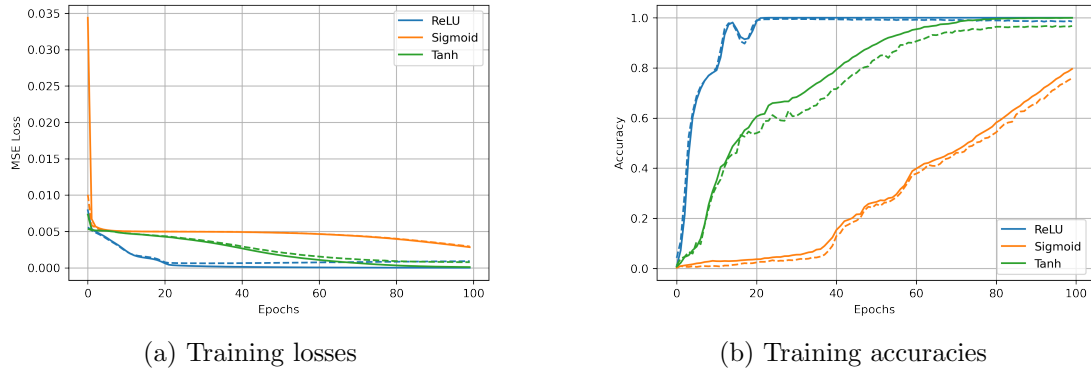 0.035
0.030
0.025
0.020
0.015
0.010
0.005
0.000
MSE Loss
0 20 40 60 80 100
Epochs
ReLU
Sigmoid
Tanh
(a) Training losses
1.0
0.8
0.6
0.4
0.2
0.0
Accuracy
0 20 40 60 80 100
Epochs
ReLU
Sigmoid
Tanh
(b) Training accuracies